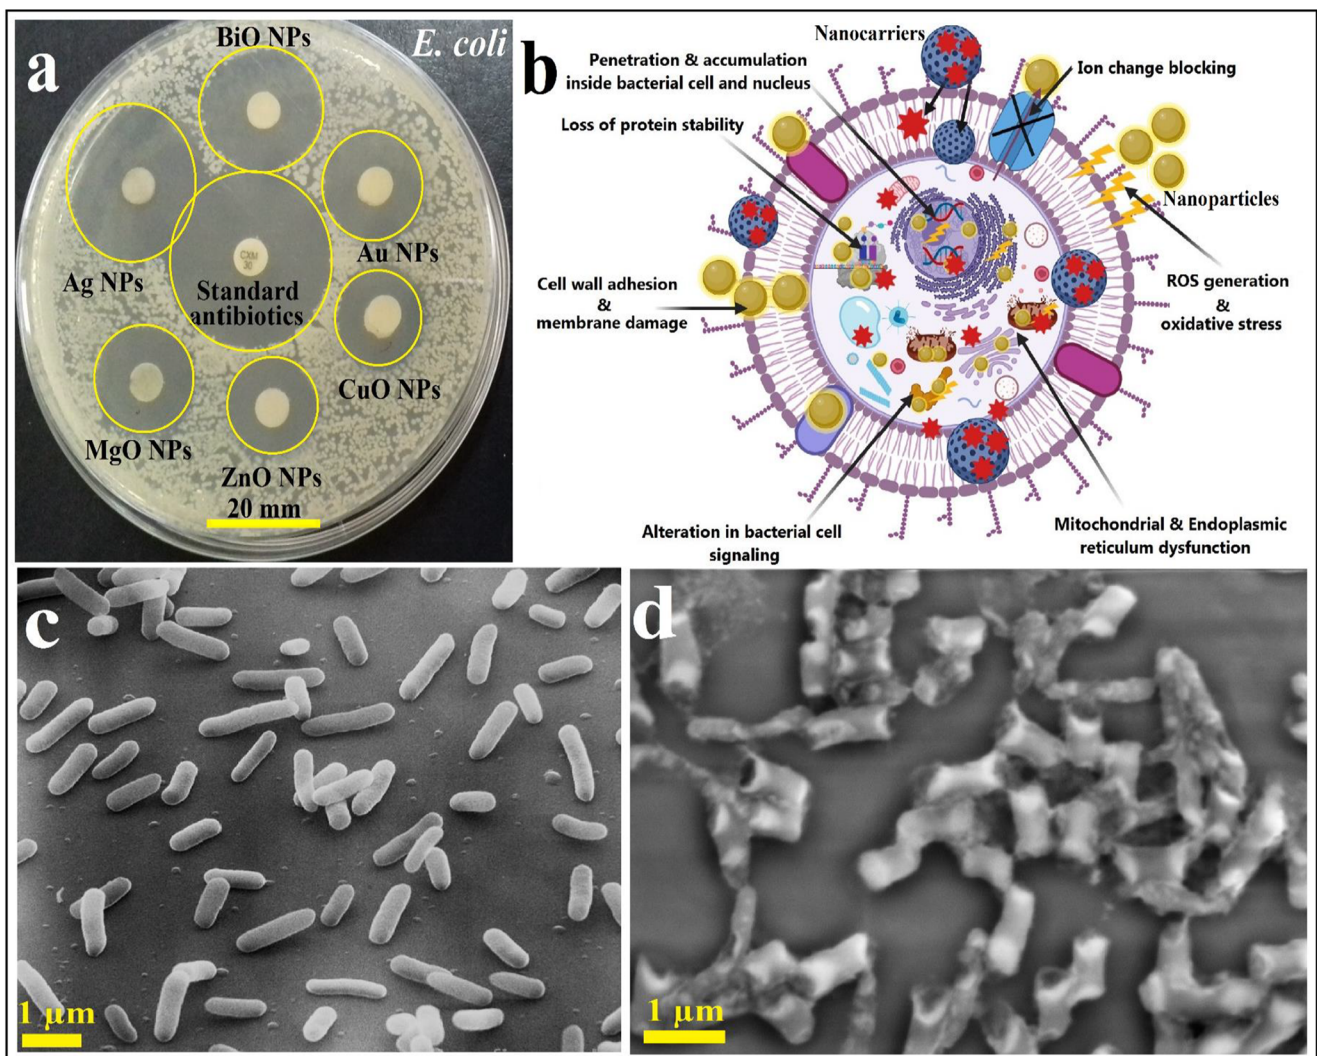 a
BiO NPs
E. coli
Ag NPs
Au NPs
CXM
30
Standard
antibiotics
CuO NPs
MgO NPs
ZnO NPs
20 mm
b
Nanocarriers
Penetration & accumulation
inside bacterial cell and nucleus
Ion change blocking
Loss of protein stability
Nanoparticles
Cell wall adhesion
&
membrane damage
ROS generation
&
oxidative stress
Alteration in bacterial cell
signaling
Mitochondrial & Endoplasmic
reticulum dysfunction
c
1 µm
d
1 µm